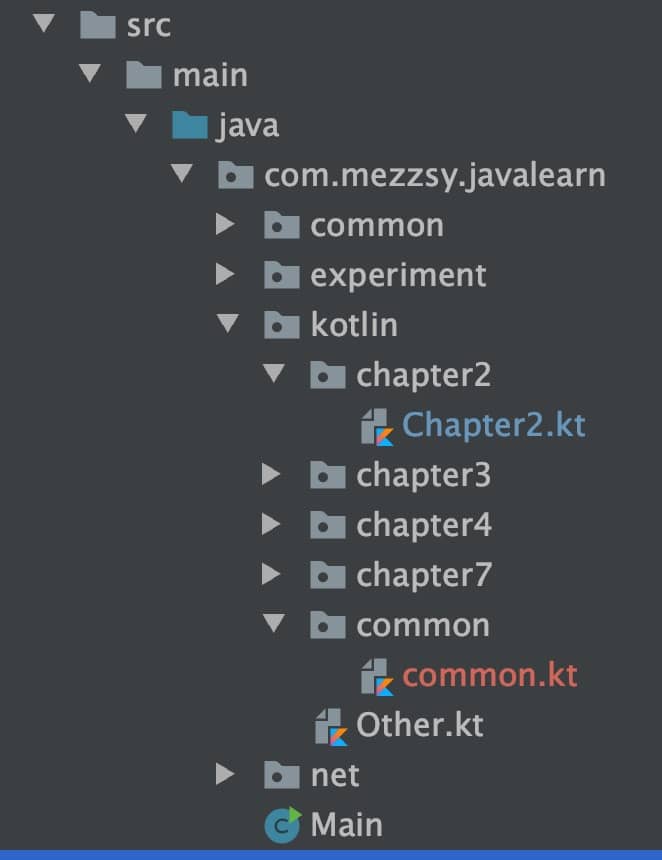 src
main
java
com.mezzsy.javalearn
common
experiment
kotlin
chapter2
Chapter2.kt
chapter3
chapter4
chapter7
common
common.kt
Other.kt
net
Main